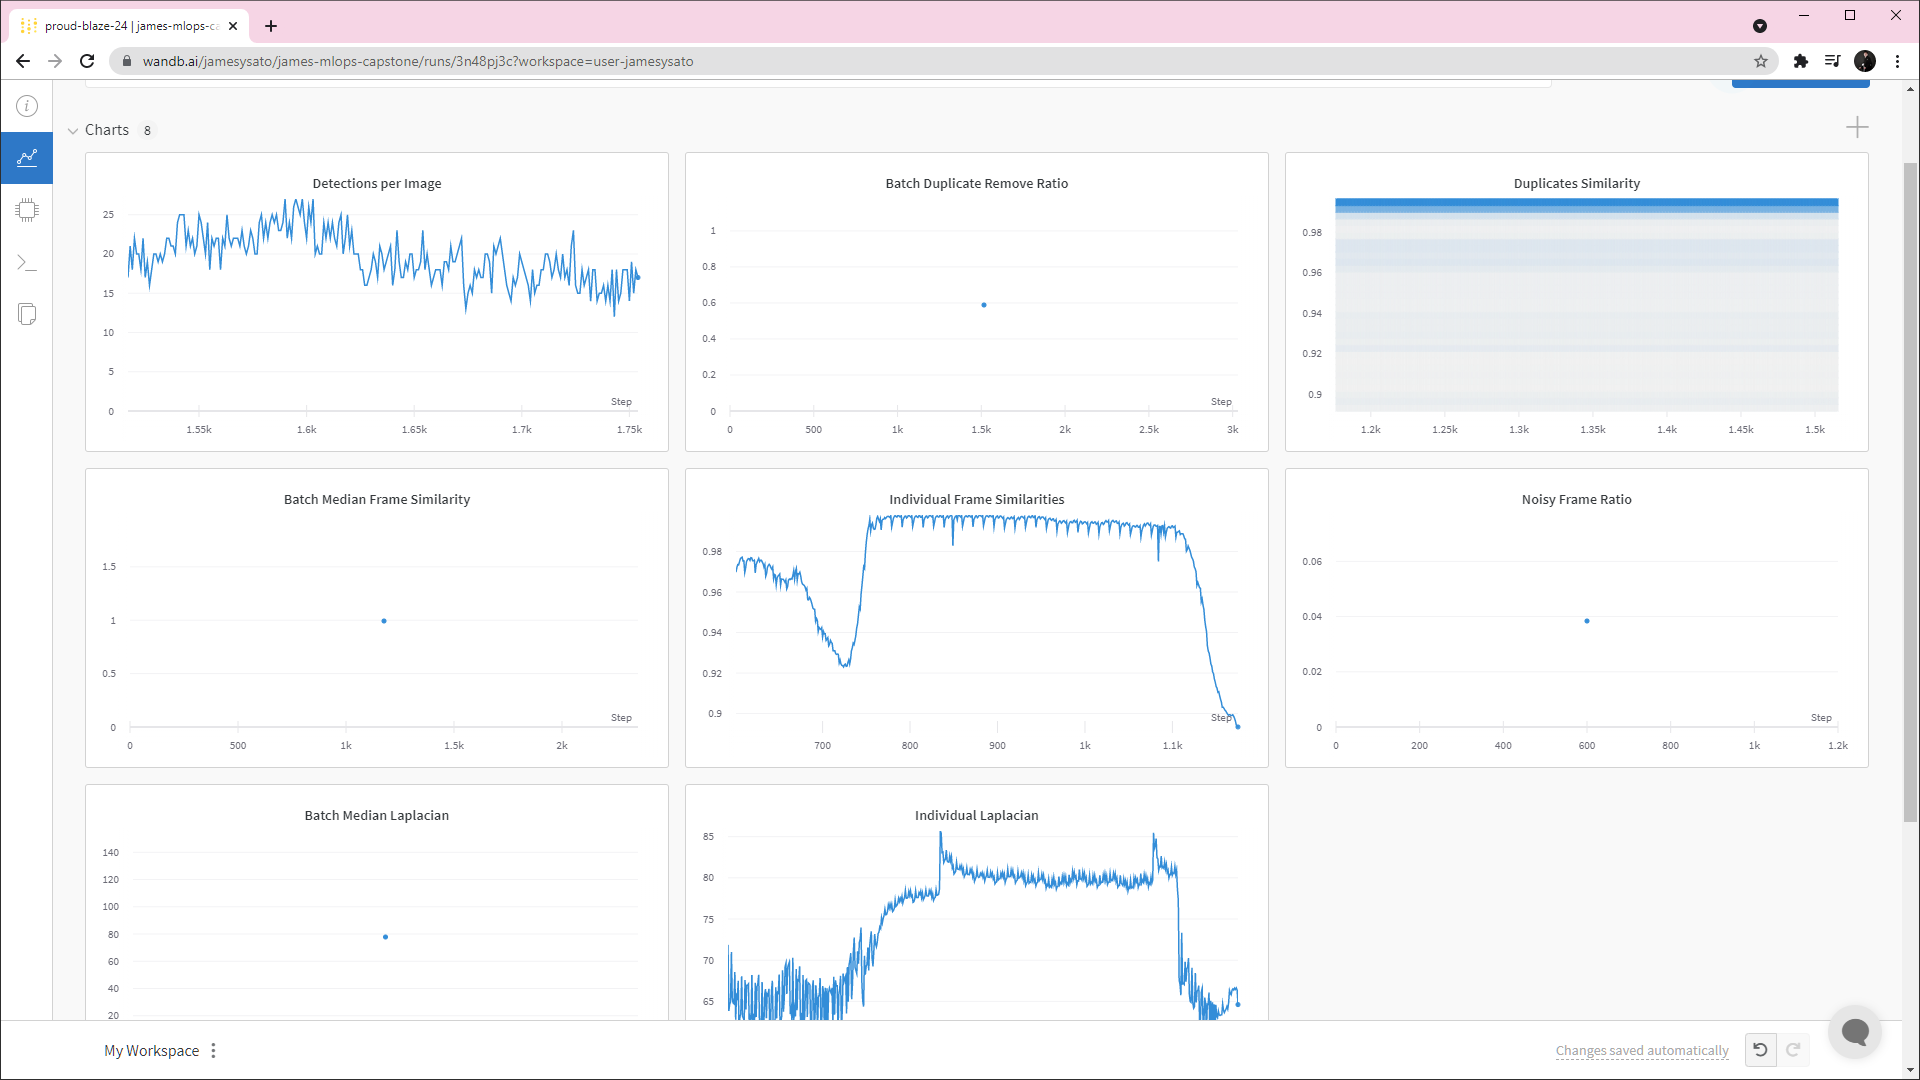 proud-blaze-24 | james-mlops-ca
wandb.ai/jamesysato/james-mlops-capstone/runs/3n48pj3c?workspace=user-jamesysato
Charts 8
Detections per Image
25
20
15
10
5
0
Step
1.55k 1.6k 1.65k 1.7k 1.75k
Batch Duplicate Remove Ratio
1
0.8
0.6
0.4
0.2
0
Step
0 500 1k 1.5k 2k 2.5k 3k
Duplicates Similarity
0.98
0.96
0.94
0.92
0.9
1.2k 1.25k 1.3k 1.35k 1.4k 1.45k 1.5k
Batch Median Frame Similarity
1.5
1
0.5
0
Step
0 500 1k 1.5k 2k
Individual Frame Similarities
0.98
0.96
0.94
0.92
0.9
Step
700 800 900 1k 1.1k
Noisy Frame Ratio
0.06
0.04
0.02
0
Step
0 200 400 600 800 1k 1.2k
Batch Median Laplacian
140
120
100
80
60
40
20
Individual Laplacian
85
80
75
70
65
My Workspace
Changes saved automatically